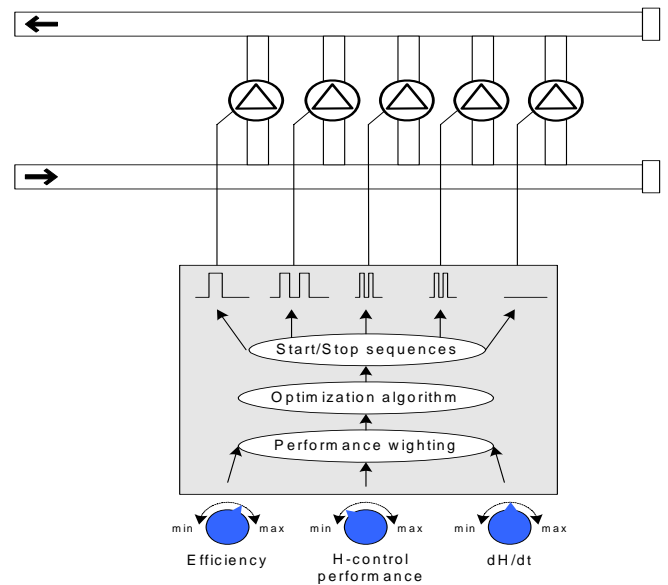 Start/Stop sequences
Optimization algorithm
Performance wighting
min max min max min max
Efficiency H-control dH/dt
performance